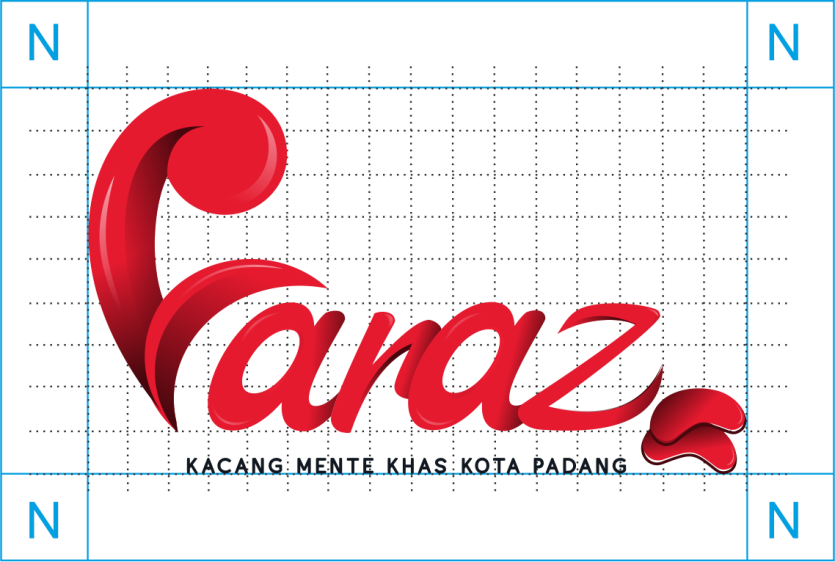 N N
Faraz
KACANG MENTE KHAS KOTA PADANG
N N